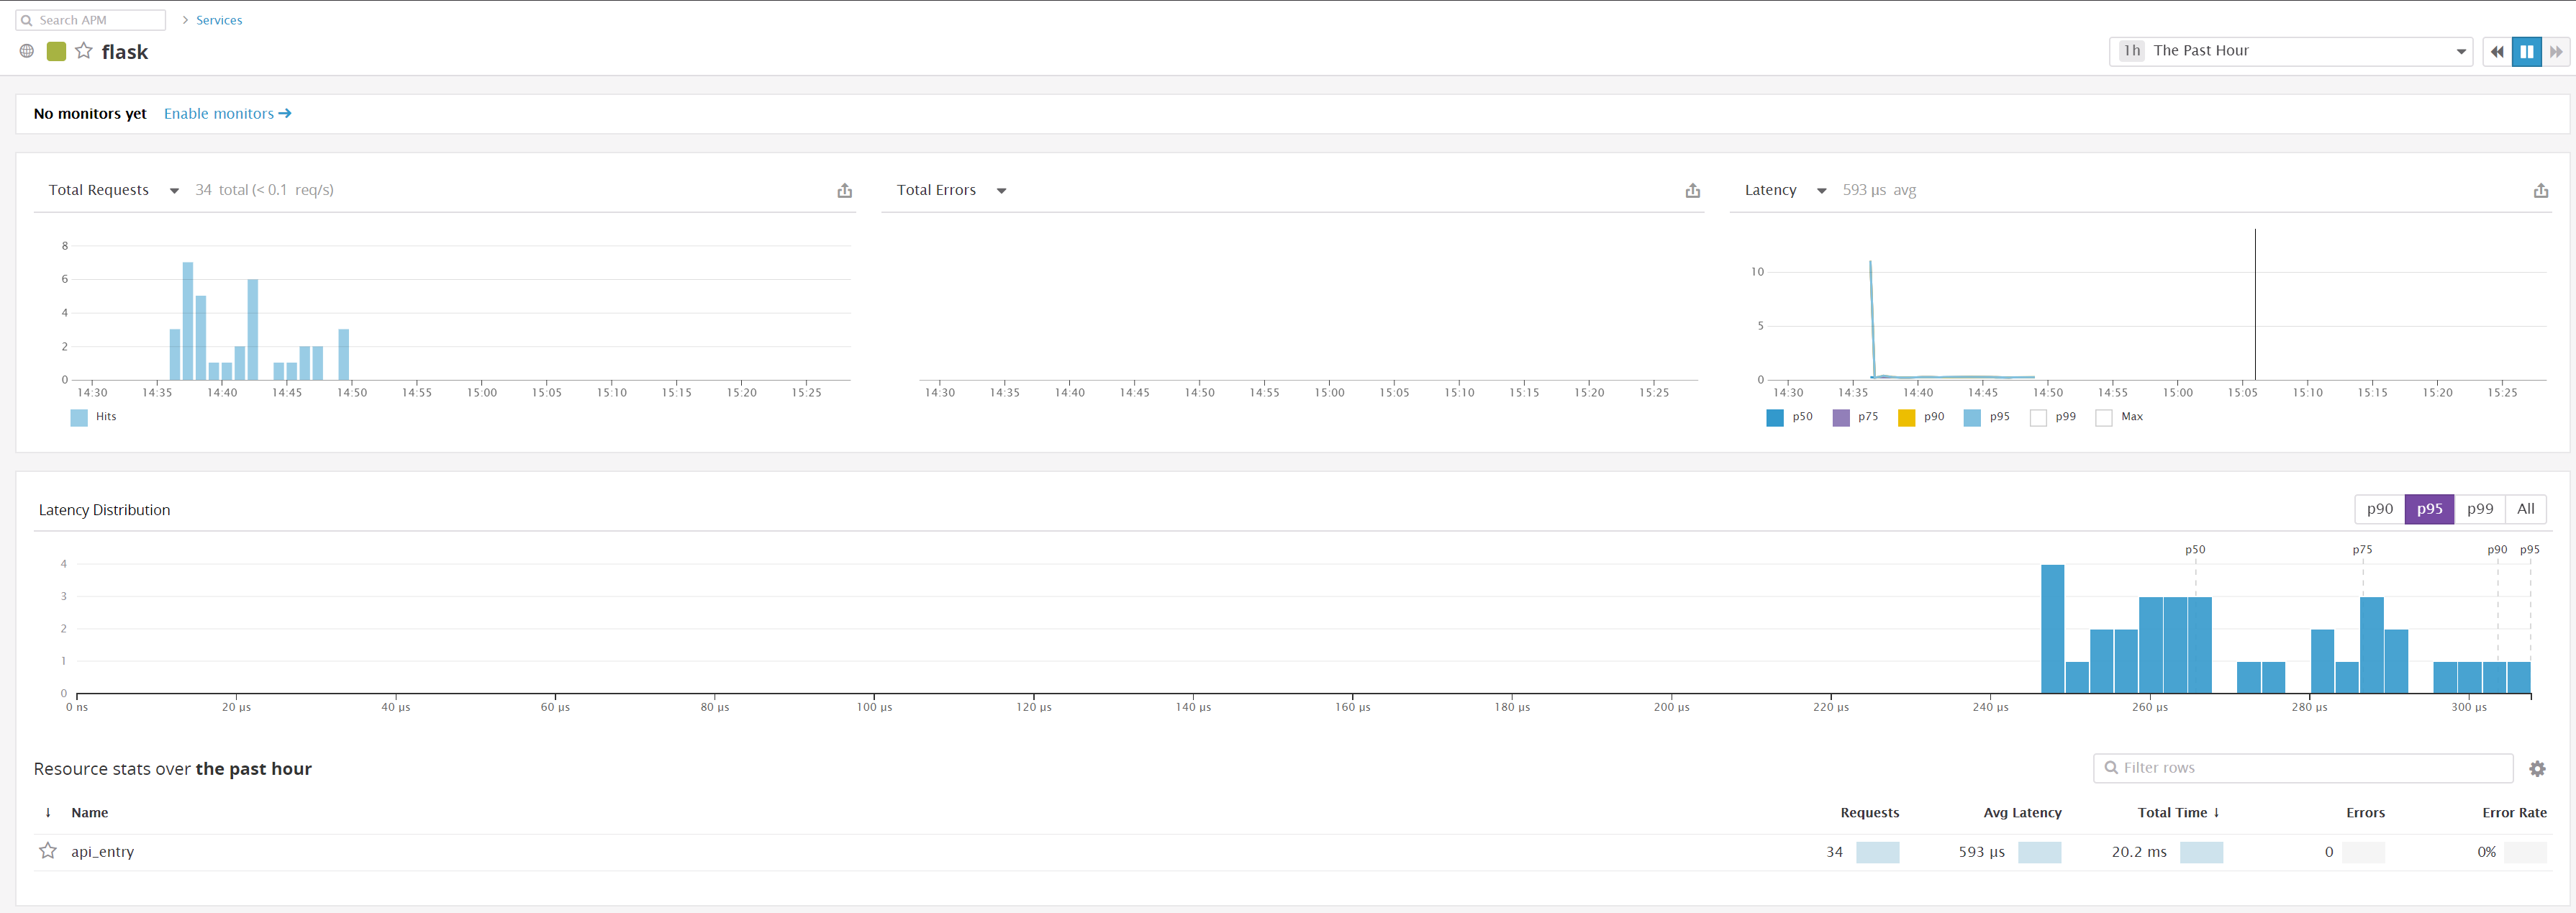 Search APM > Services
flask
1h The Past Hour
No monitors yet Enable monitors →
Total Requests 34 total (< 0.1 req/s)
8
6
4
2
0
14:30 14:35 14:40 14:45 14:50 14:55 15:00 15:05 15:10 15:15 15:20 15:25
Hits
Total Errors
14:30 14:35 14:40 14:45 14:50 14:55 15:00 15:05 15:10 15:15 15:20 15:25
Latency 593 µs avg
10
5
0
14:30 14:35 14:40 14:45 14:50 14:55 15:00 15:05 15:10 15:15 15:20 15:25
p50 p75 p90 p95 p99 Max
Latency Distribution
p90 p95 p99 All
p50 p75 p90 p95
4
3
2
1
0
0 ns 20 µs 40 µs 60 µs 80 µs 100 µs 120 µs 140 µs 160 µs 180 µs 200 µs 220 µs 240 µs 260 µs 280 µs 300 µs
Resource stats over the past hour
Filter rows
↓ Name Requests Avg Latency Total Time ↓ Errors Error Rate
api_entry 34 593 µs 20.2 ms 0 0%